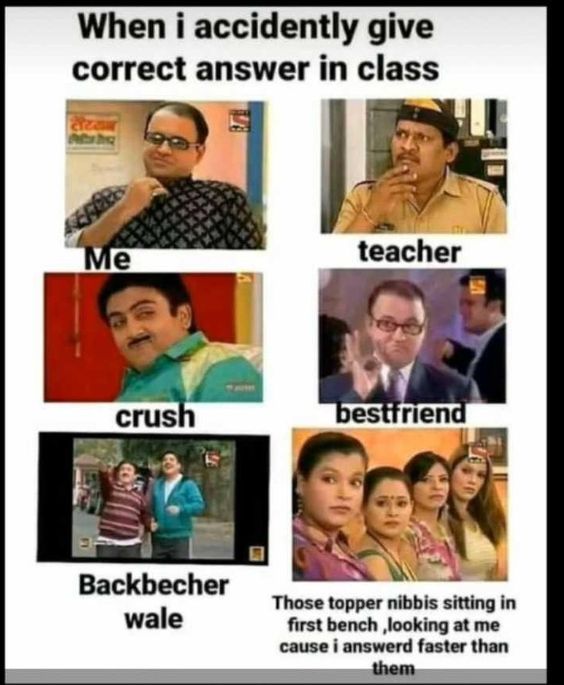 When i accidently give
correct answer in class
Me
teacher
crush
bestfriend
Backbecher
wale
Those topper nibbis sitting in
first bench ,looking at me
cause i answerd faster than
them